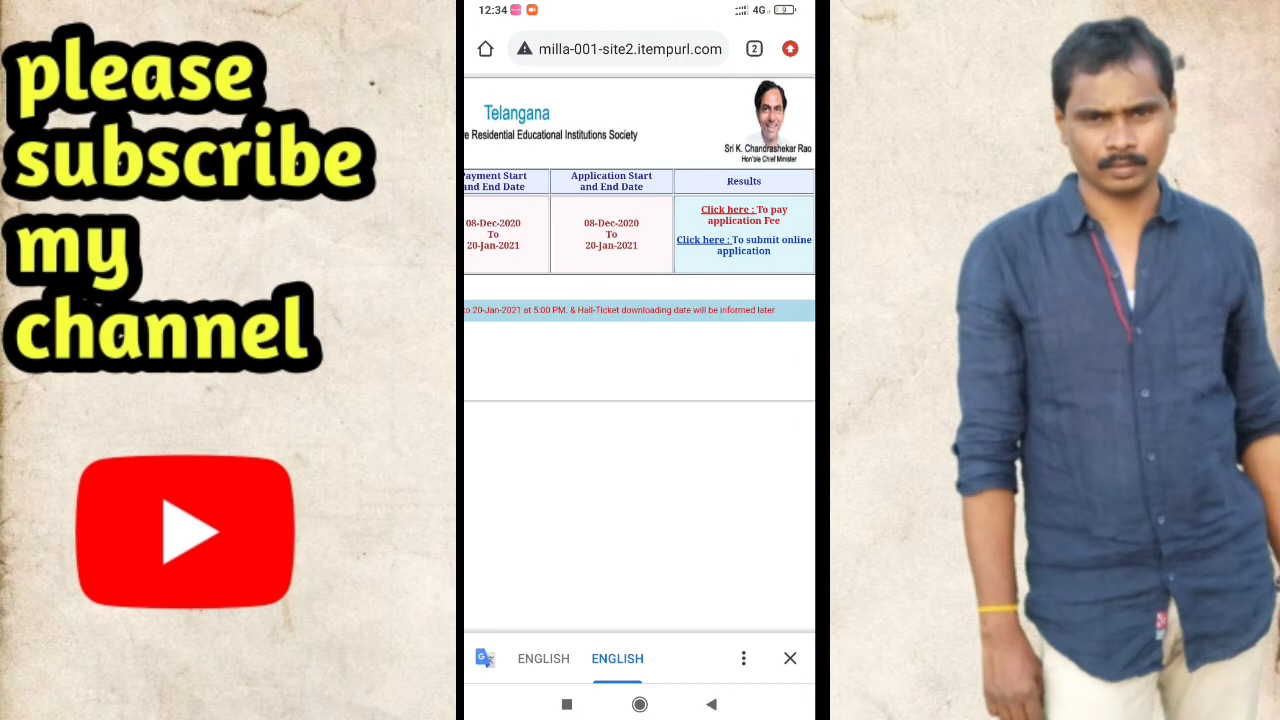 please
subscribe
my
channel
12:34
4G
9
milla-001-site2.itempurl.com
2
Telangana
re Residential Educational Institutions Society
Sri K. Chandrashekar Rao
Hon'ble Chief Minister
Payment Start
and End Date
Application Start
and End Date
Results
08-Dec-2020
To
20-Jan-2021
08-Dec-2020
To
20-Jan-2021
Click here : To pay
application Fee
Click here : To submit online
application
to 20-Jan-2021 at 5:00 PM. & Hall-Ticket downloading date will be informed later
ENGLISH
ENGLISH